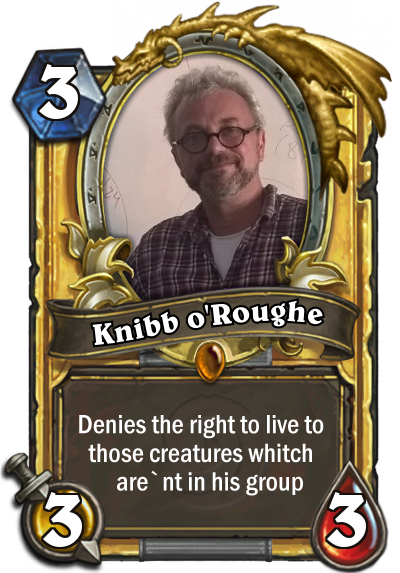 3
Knibb o'Roughe
Denies the right to live to
those creatures whitch
are`nt in his group
3
3